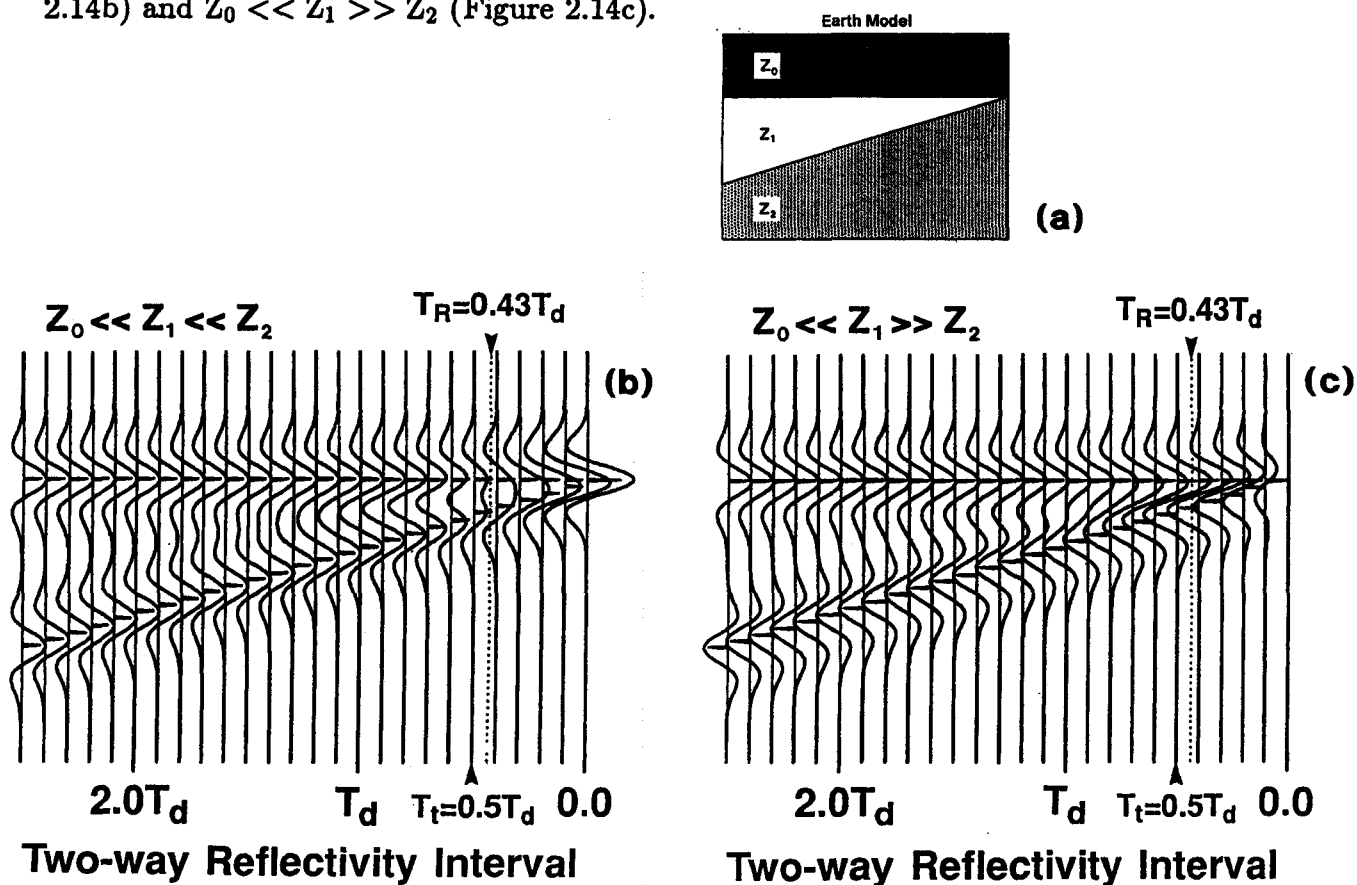 2.14b) and Z₀ << Z₁ >> Z₂ (Figure 2.14c).
Earth Model
Z₀
Z₁
Z₂
(a)
Z₀ << Z₁ << Z₂
T_R=0.43T_d
(b)
2.0T_d
T_d
T_t=0.5T_d
0.0
Two-way Reflectivity Interval
Z₀ << Z₁ >> Z₂
T_R=0.43T_d
(c)
2.0T_d
T_d
T_t=0.5T_d
0.0
Two-way Reflectivity Interval